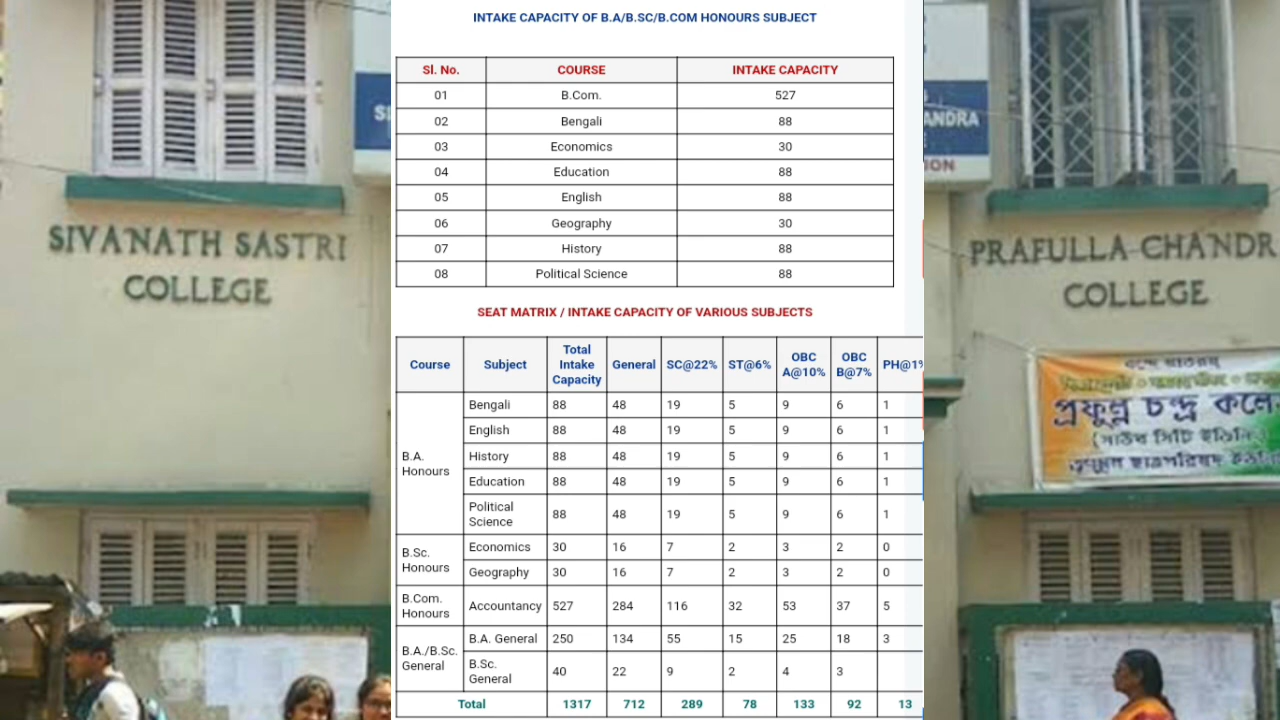 INTAKE CAPACITY OF B.A/B.SC/B.COM HONOURS SUBJECT
Sl. No. COURSE INTAKE CAPACITY
01 B.Com. 527
02 Bengali 88
03 Economics 30
04 Education 88
05 English 88
06 Geography 30
07 History 88
08 Political Science 88
SEAT MATRIX / INTAKE CAPACITY OF VARIOUS SUBJECTS
Course Subject Total Intake Capacity General SC@22% ST@6% OBC A@10% OBC B@7% PH@1%
B.A. Honours
Bengali 88 48 19 5 9 6 1
English 88 48 19 5 9 6 1
History 88 48 19 5 9 6 1
Education 88 48 19 5 9 6 1
Political Science 88 48 19 5 9 6 1
B.Sc. Honours
Economics 30 16 7 2 3 2 0
Geography 30 16 7 2 3 2 0
B.Com. Honours
Accountancy 527 284 116 32 53 37 5
B.A./B.Sc. General
B.A. General 250 134 55 15 25 18 3
B.Sc. General 40 22 9 2 4 3
Total 1317 712 289 78 133 92 13
SIVANATH SASTRI
COLLEGE
ANDRA
ION
PRAFULLA CHANDR
COLLEGE
প্রফুল্ল চন্দ্র কলে